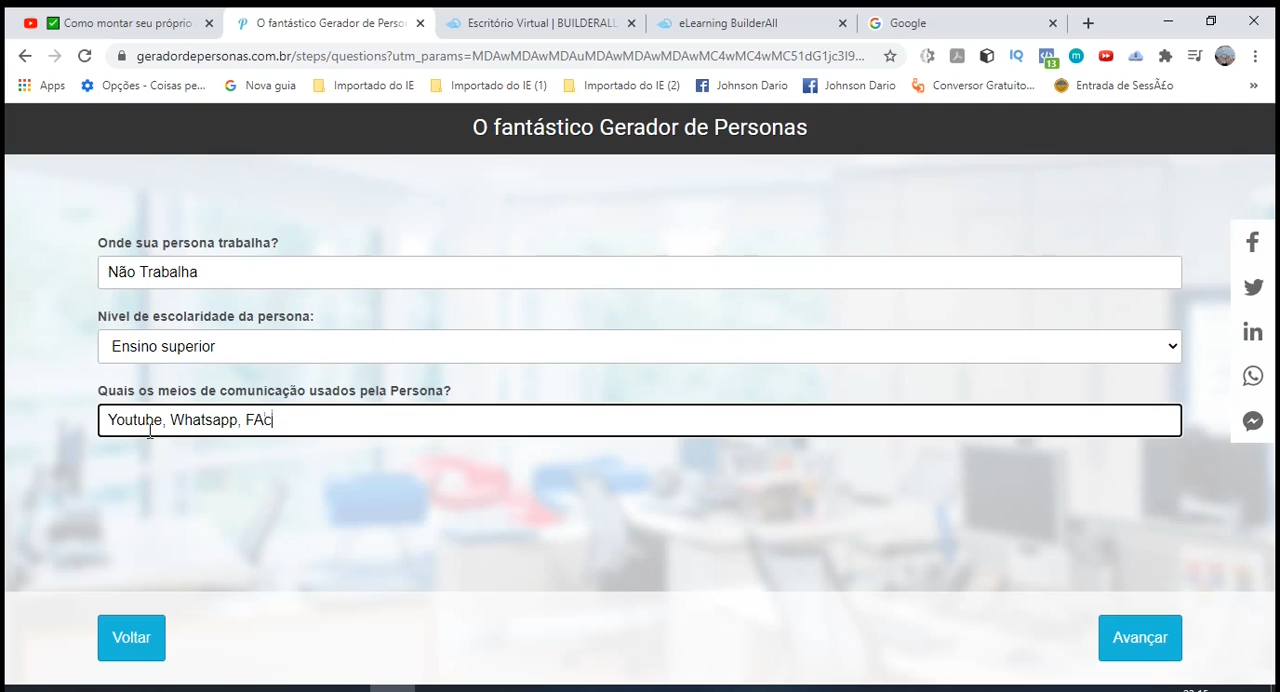 Como montar seu próprio
O fantástico Gerador de Perso
Escritório Virtual | BUILDERALL
eLearning BuilderAll
Google
geradordepersonas.com.br/steps/questions?utm_params=MDAwMDAwMDAuMDAwMDAwMDAwMC4wMC4wMC51dG1jc3I9...
13
Apps
Opções - Coisas pe...
Nova guia
Importado do IE
Importado do IE (1)
Importado do IE (2)
Johnson Dario
Johnson Dario
Conversor Gratuito...
Entrada de SessÃ£o
»
O fantástico Gerador de Personas
Onde sua persona trabalha?
Não Trabalha
Nível de escolaridade da persona:
Ensino superior
Quais os meios de comunicação usados pela Persona?
Youtube, Whatsapp, FAc
Voltar
Avançar